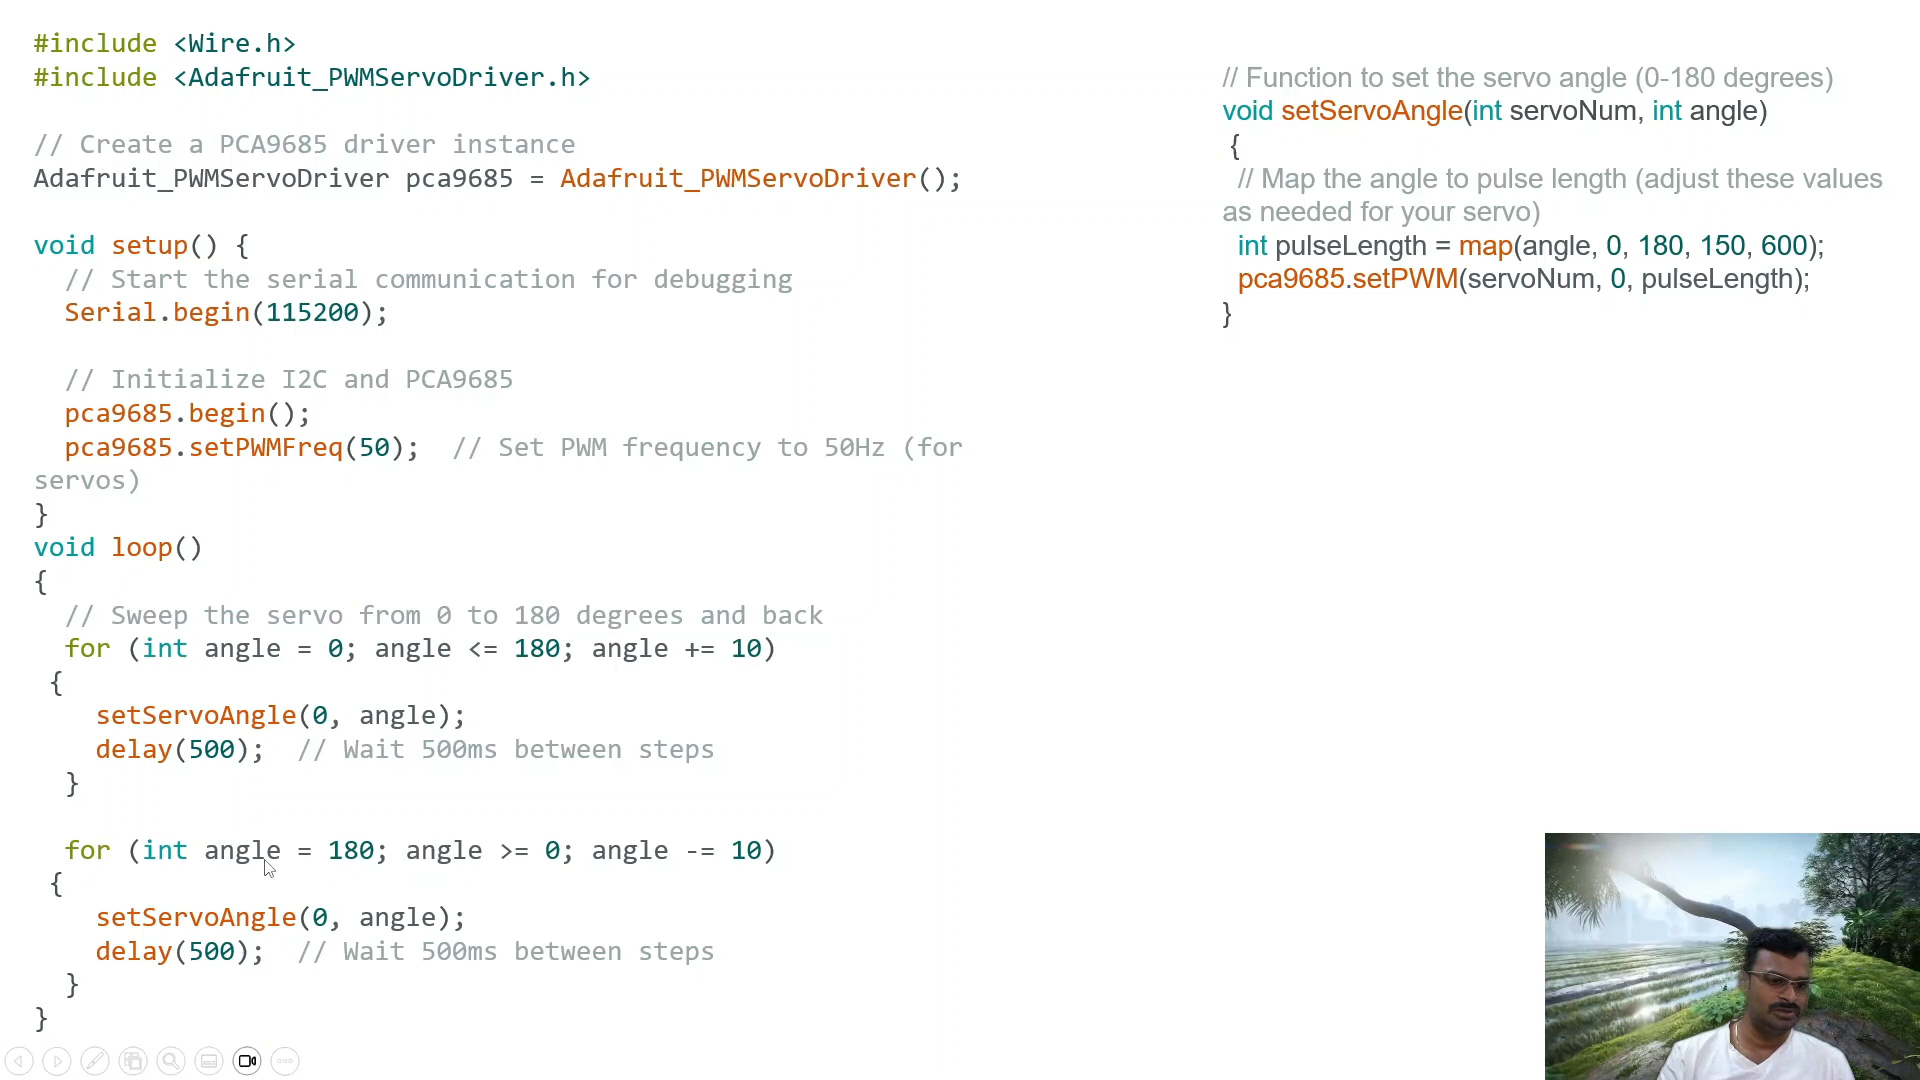 #include <Wire.h>
#include <Adafruit_PWMServoDriver.h>
// Create a PCA9685 driver instance
Adafruit_PWMServoDriver pca9685 = Adafruit_PWMServoDriver();
void setup() {
// Start the serial communication for debugging
Serial.begin(115200);
// Initialize I2C and PCA9685
pca9685.begin();
pca9685.setPWMFreq(50);  // Set PWM frequency to 50Hz (for
servos)
}
void loop()
{
// Sweep the servo from 0 to 180 degrees and back
for (int angle = 0; angle <= 180; angle += 10)
{
setServoAngle(0, angle);
delay(500);  // Wait 500ms between steps
}
for (int angle = 180; angle >= 0; angle -= 10)
{
setServoAngle(0, angle);
delay(500);  // Wait 500ms between steps
}
}
// Function to set the servo angle (0-180 degrees)
void setServoAngle(int servoNum, int angle)
{
// Map the angle to pulse length (adjust these values
as needed for your servo)
int pulseLength = map(angle, 0, 180, 150, 600);
pca9685.setPWM(servoNum, 0, pulseLength);
}